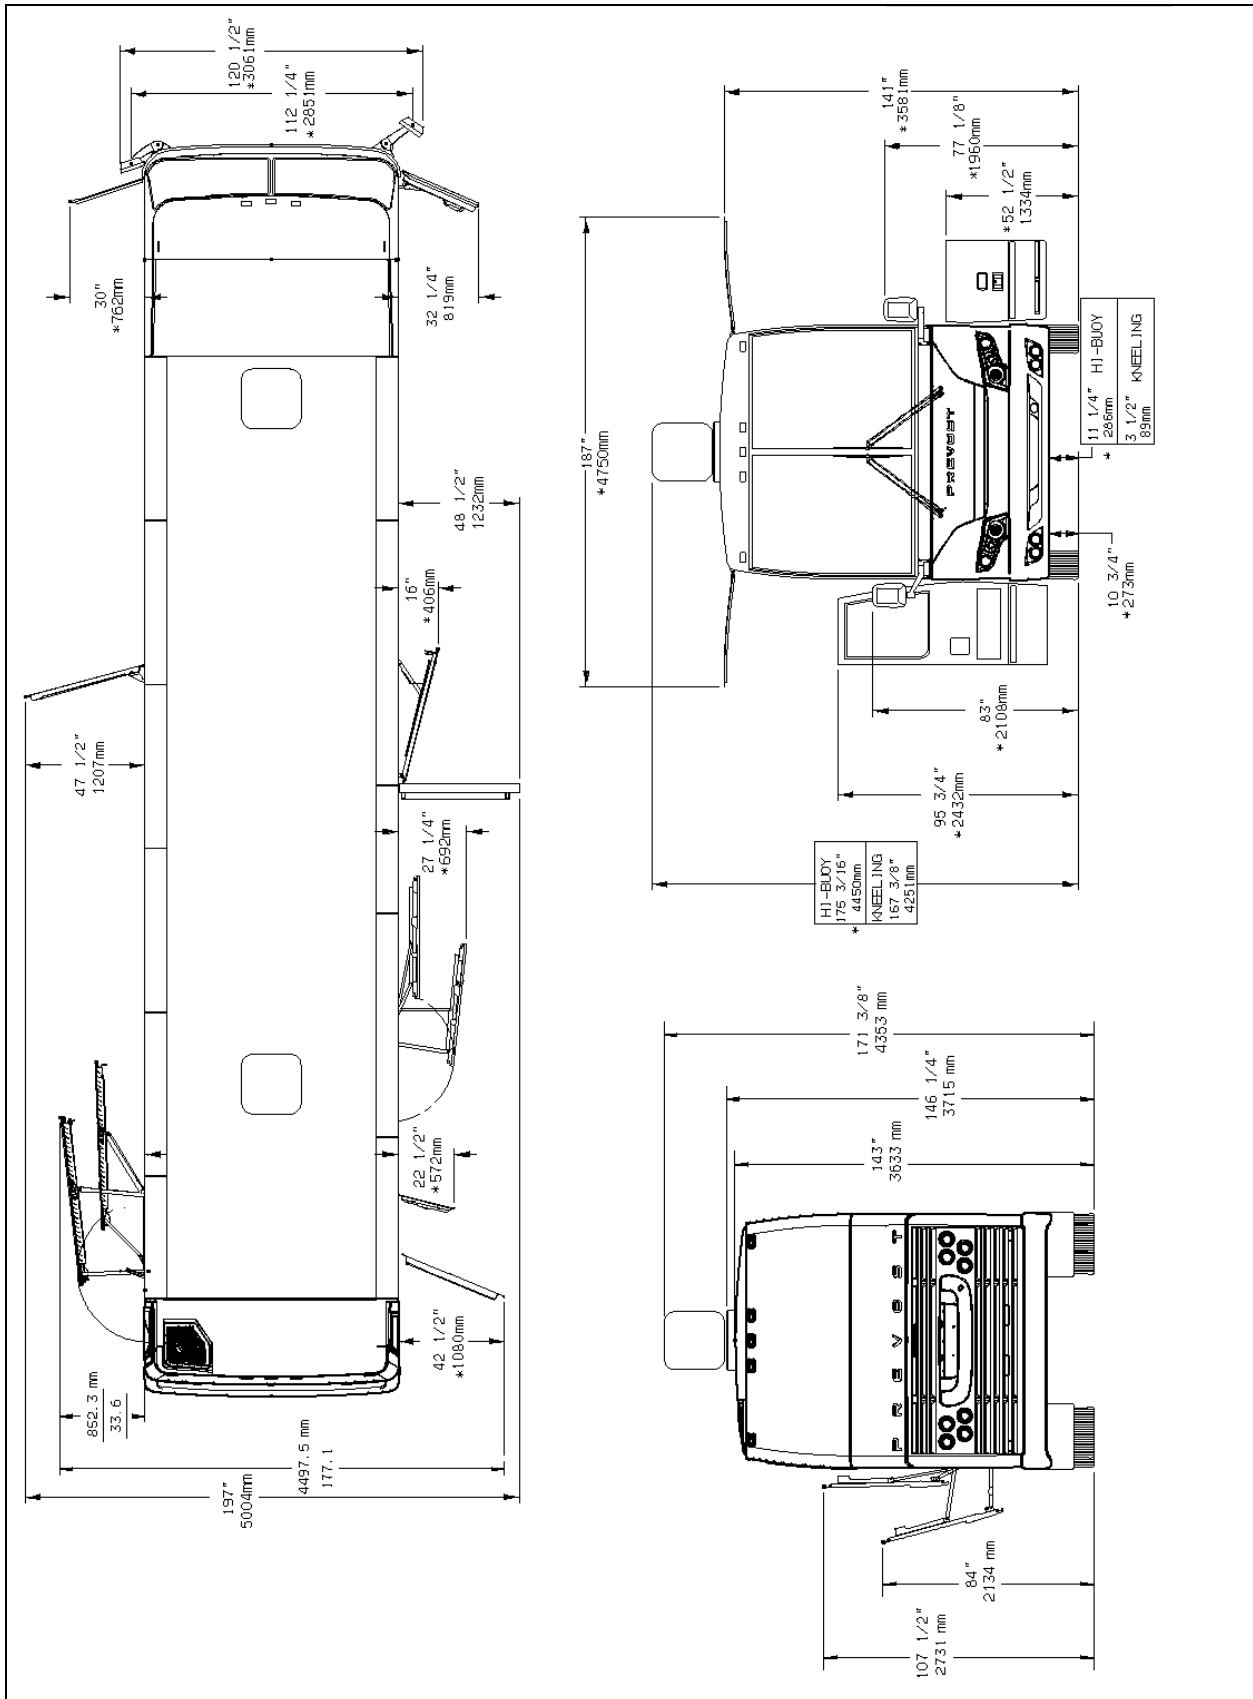 120 1/2"
*3061mm
112 1/4"
*2851mm
30"
*762mm
32 1/4"
819mm
48 1/2"
1232mm
16"
*406mm
47 1/2"
1207mm
27 1/4"
*692mm
22 1/2"
*572mm
42 1/2"
*1080mm
852.3 mm
33.6
4497.5 mm
177.1
197"
5004mm
141"
*3581mm
77 1/8"
*1960mm
*52 1/2"
1334mm
187"
*4750mm
PREVOST
*
11 1/4" HI-BUOY
286mm
3 1/2" KNEELING
89mm
10 3/4"
*273mm
83"
*2108mm
95 3/4"
*2432mm
HI-BUOY
175 3/16"
4450mm
*
KNEELING
167 3/8"
4251mm
171 3/8"
4353 mm
146 1/4"
3715 mm
143"
3633 mm
PREVOST
84"
2134 mm
107 1/2"
2731 mm